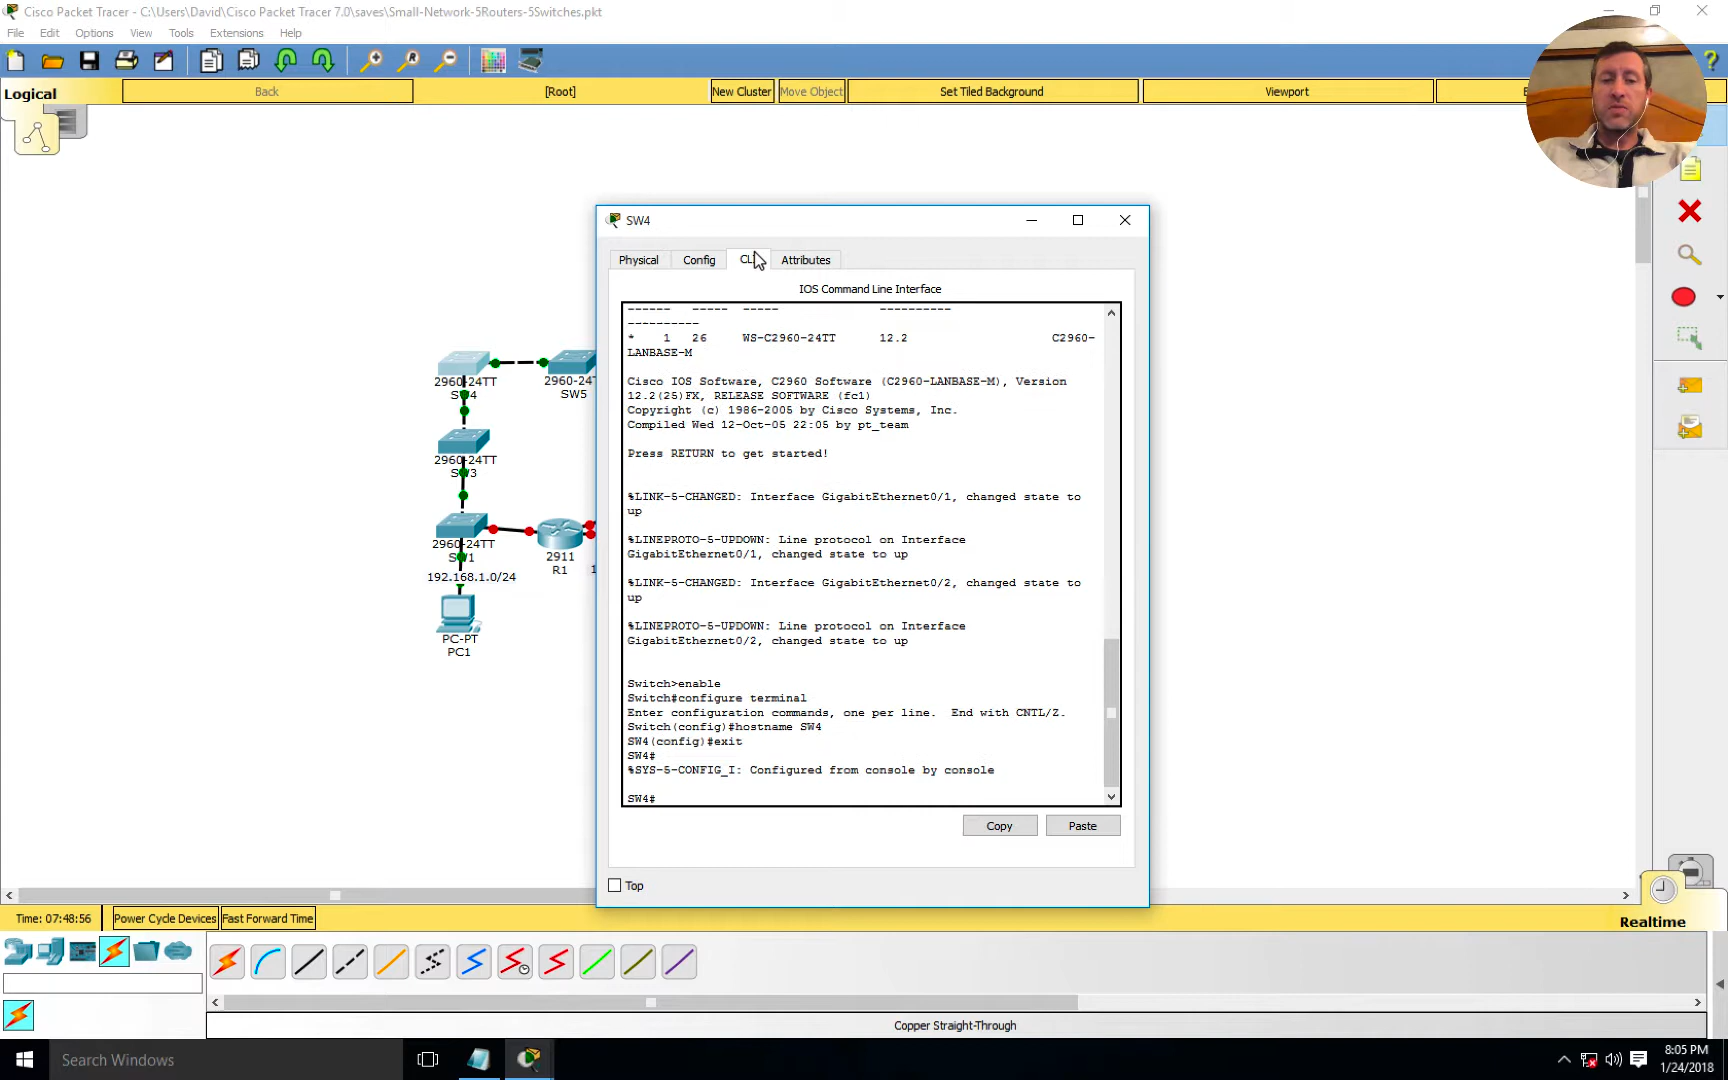 Cisco Packet Tracer - C:\Users\David\Cisco Packet Tracer 7.0\saves\Small-Network-5Routers-5Switches.pkt
File Edit Options View Tools Extensions Help
Logical Back [Root] New Cluster Move Object Set Tiled Background Viewport
SW4
Physical Config Attributes
IOS Command Line Interface
------ ----- ----- ----------
----------
* 1 26 WS-C2960-24TT 12.2 C2960-
LANBASE-M
Cisco IOS Software, C2960 Software (C2960-LANBASE-M), Version
12.2(25)FX, RELEASE SOFTWARE (fc1)
Copyright (c) 1986-2005 by Cisco Systems, Inc.
Compiled Wed 12-Oct-05 22:05 by pt_team
Press RETURN to get started!
%LINK-5-CHANGED: Interface GigabitEthernet0/1, changed state to
up
%LINEPROTO-5-UPDOWN: Line protocol on Interface
GigabitEthernet0/1, changed state to up
%LINK-5-CHANGED: Interface GigabitEthernet0/2, changed state to
up
%LINEPROTO-5-UPDOWN: Line protocol on Interface
GigabitEthernet0/2, changed state to up
Switch>enable
Switch#configure terminal
Enter configuration commands, one per line. End with CNTL/Z.
Switch(config)#hostname SW4
SW4(config)#exit
SW4#
%SYS-5-CONFIG_I: Configured from console by console
SW4#
Copy Paste
Top
2960-24TT
SW4
2960-24T
SW5
2960-24TT
SW3
2960-24TT
SW1
192.168.1.0/24
2911
R1
PC-PT
PC1
Time: 07:48:56 Power Cycle Devices Fast Forward Time
Realtime
Copper Straight-Through
Search Windows
8:05 PM
1/24/2018